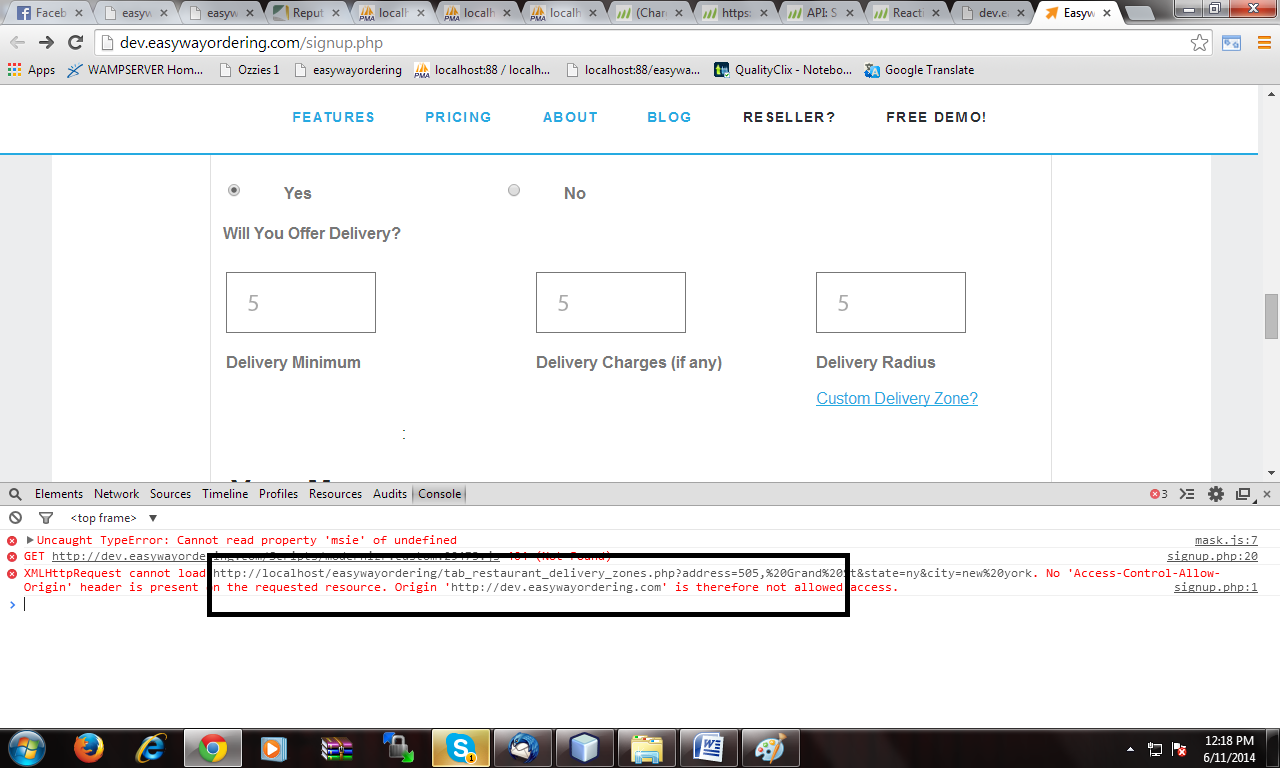 Faceb
easyw
easyw
Reput
localh
localh
localh
(Char
https:
API: S
Reacti
dev.ea
Easyw
dev.easywayordering.com/signup.php
Apps WAMPSERVER Hom... Ozzies 1 easywayordering localhost:88 / localh... localhost:88/easywa... QualityClix - Notebo... Google Translate
FEATURES PRICING ABOUT BLOG RESELLER? FREE DEMO!
Yes No
Will You Offer Delivery?
5 5 5
Delivery Minimum Delivery Charges (if any) Delivery Radius
Custom Delivery Zone?
:
Elements Network Sources Timeline Profiles Resources Audits Console 3
<top frame>
Uncaught TypeError: Cannot read property 'msie' of undefined mask.js:7
GET http://dev.easywayordering.com/Scripts/modernizr.custom.29473.js 404 (Not Found) signup.php:20
XMLHttpRequest cannot load http://localhost/easywayordering/tab_restaurant_delivery_zones.php?address=505,%20Grand%20St&state=ny&city=new%20york. No 'Access-Control-Allow-
Origin' header is present on the requested resource. Origin 'http://dev.easywayordering.com' is therefore not allowed access. signup.php:1
12:18 PM
6/11/2014